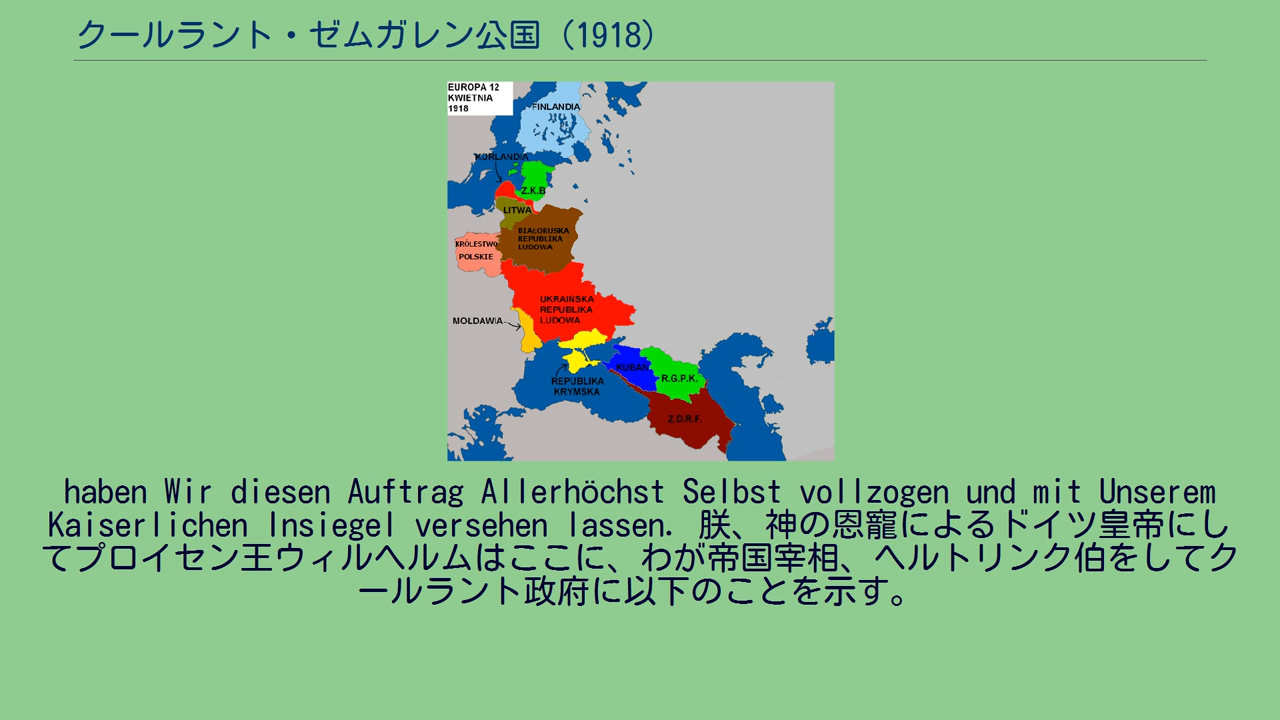 クールラント・ゼムガレン公国（1918）
EUROPA 12
KWIETNIA
1918
FINLANDIA
KURLANDIA
Z.K.B
LITWA
BIAŁORUSKA
REPUBLIKA
LUDOWA
KRÓLESTWO
POLSKIE
UKRAIŃSKA
REPUBLIKA
LUDOWA
MOŁDAWIA
KUBAŃ
R.G.P.K.
REPUBLIKA
KRYMSKA
Z.D.R.F.
haben Wir diesen Auftrag Allerhöchst Selbst vollzogen und mit Unserem
Kaiserlichen Insiegel versehen lassen. 朕、神の恩寵によるドイツ皇帝にし
てプロイセン王ウィルヘルムはここに、わが帝国宰相、ヘルトリンク伯をしてク
ールラント政府に以下のことを示す。